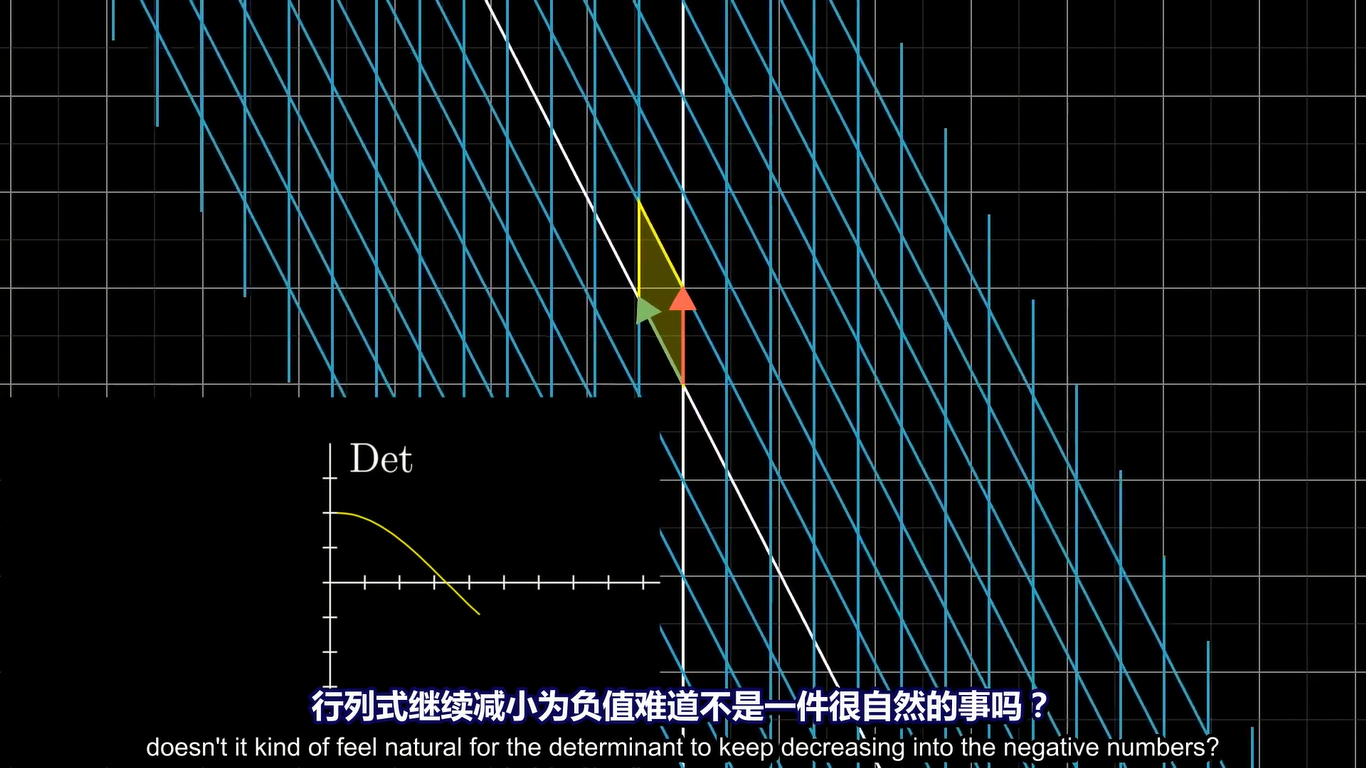 Det
行列式继续减小为负值难道不是一件很自然的事吗？
doesn't it kind of feel natural for the determinant to keep decreasing into the negative numbers?